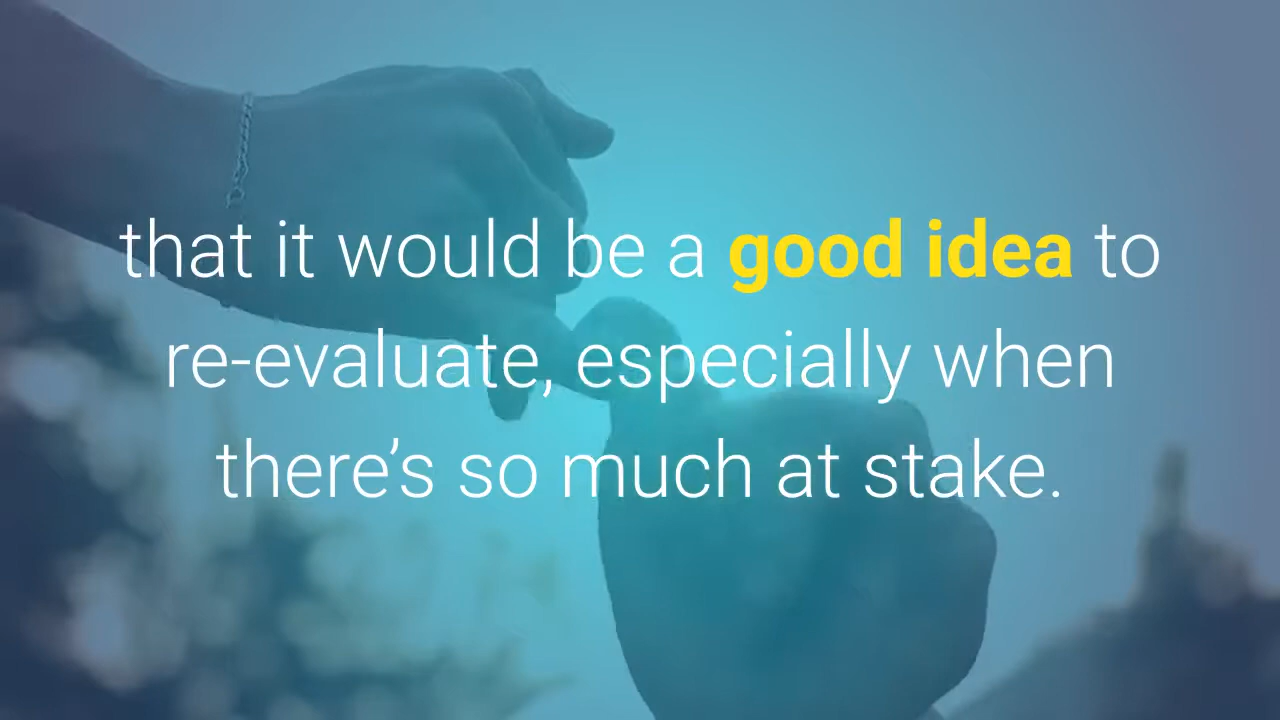 that it would be a good idea to
re-evaluate, especially when
there’s so much at stake.